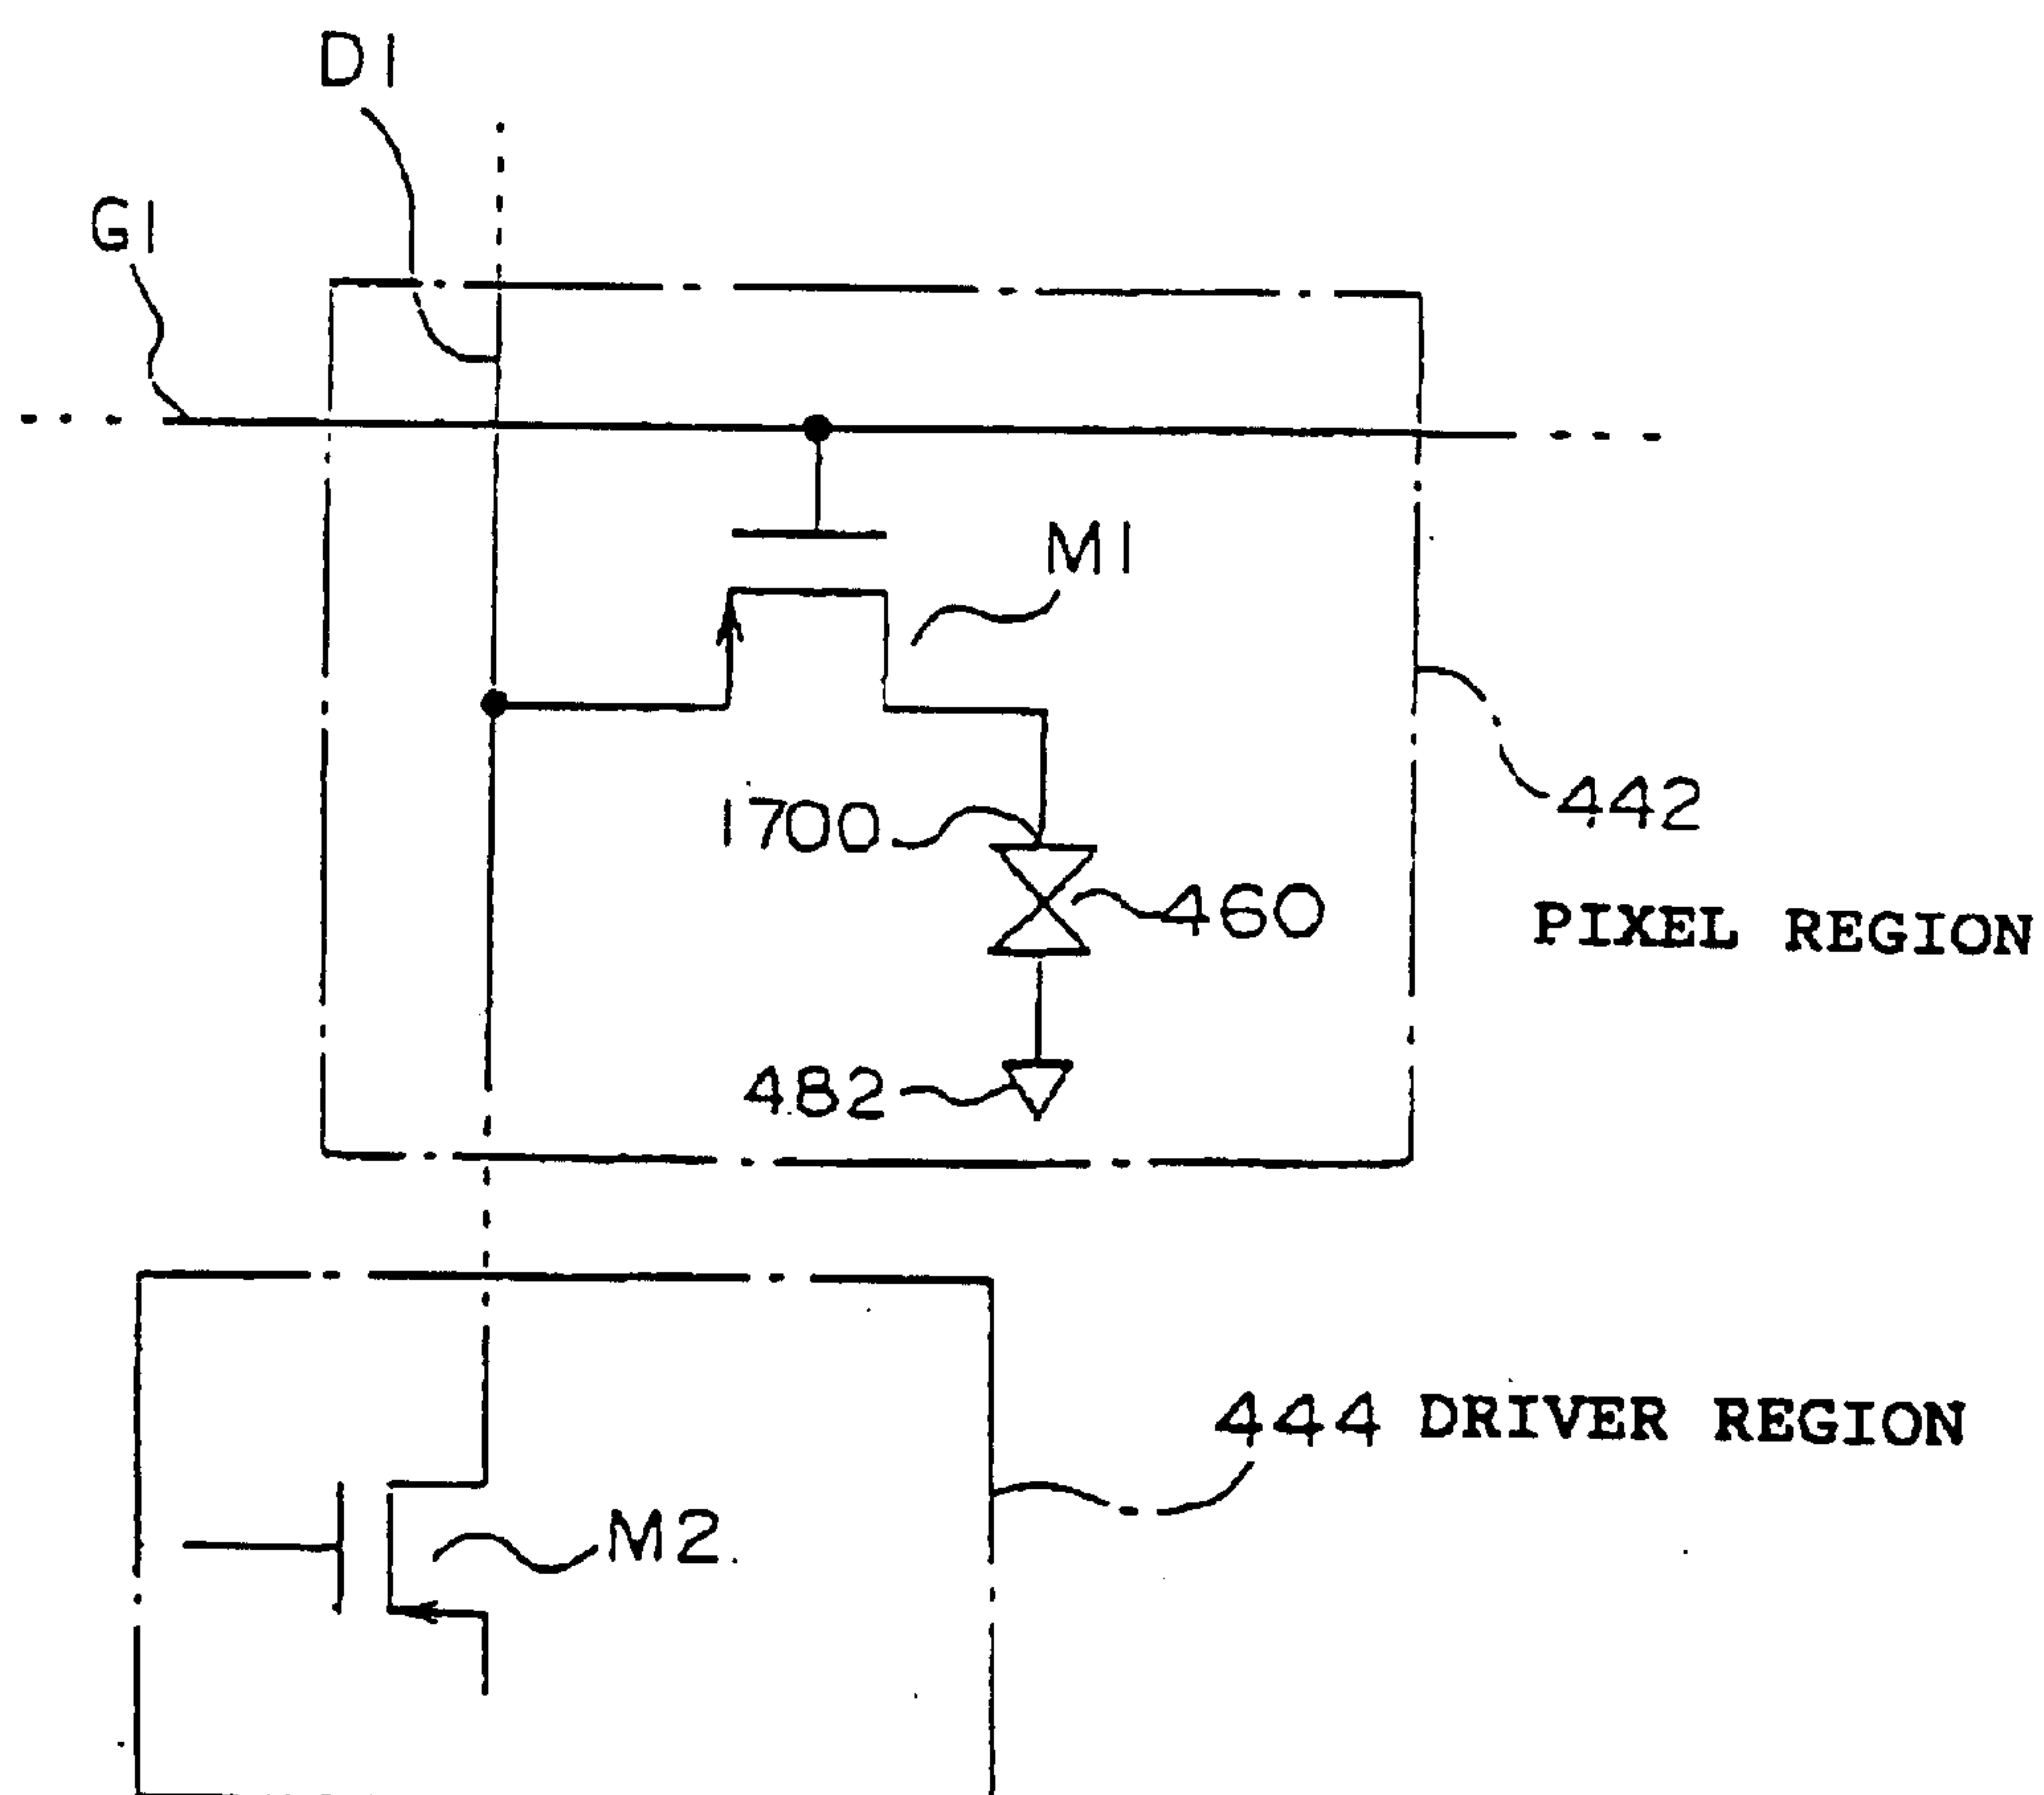 D1
G1
M1
1700
442
460
PIXEL REGION
482
444 DRIVER REGION
M2